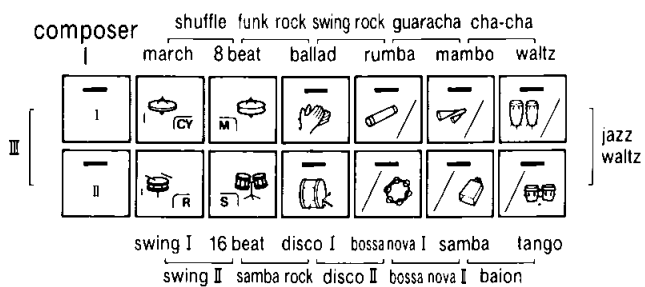 shuffle funk rock swing rock guaracha cha-cha
composer
I
march 8 beat ballad rumba mambo waltz
I CY M
III
jazz
waltz
II R S
swing I 16 beat disco I bossa nova I samba tango
swing II samba rock disco II bossa nova I baion